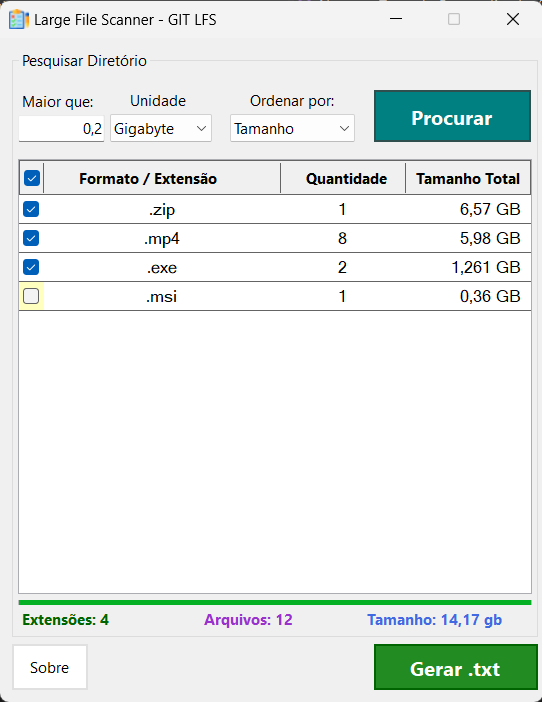 Large File Scanner - GIT LFS
Pesquisar Diretório
Maior que: Unidade Ordenar por:
0,2 Gigabyte Tamanho Procurar
Formato / Extensão Quantidade Tamanho Total
.zip 1 6,57 GB
.mp4 8 5,98 GB
.exe 2 1,261 GB
.msi 1 0,36 GB
Extensões: 4 Arquivos: 12 Tamanho: 14,17 gb
Sobre Gerar .txt